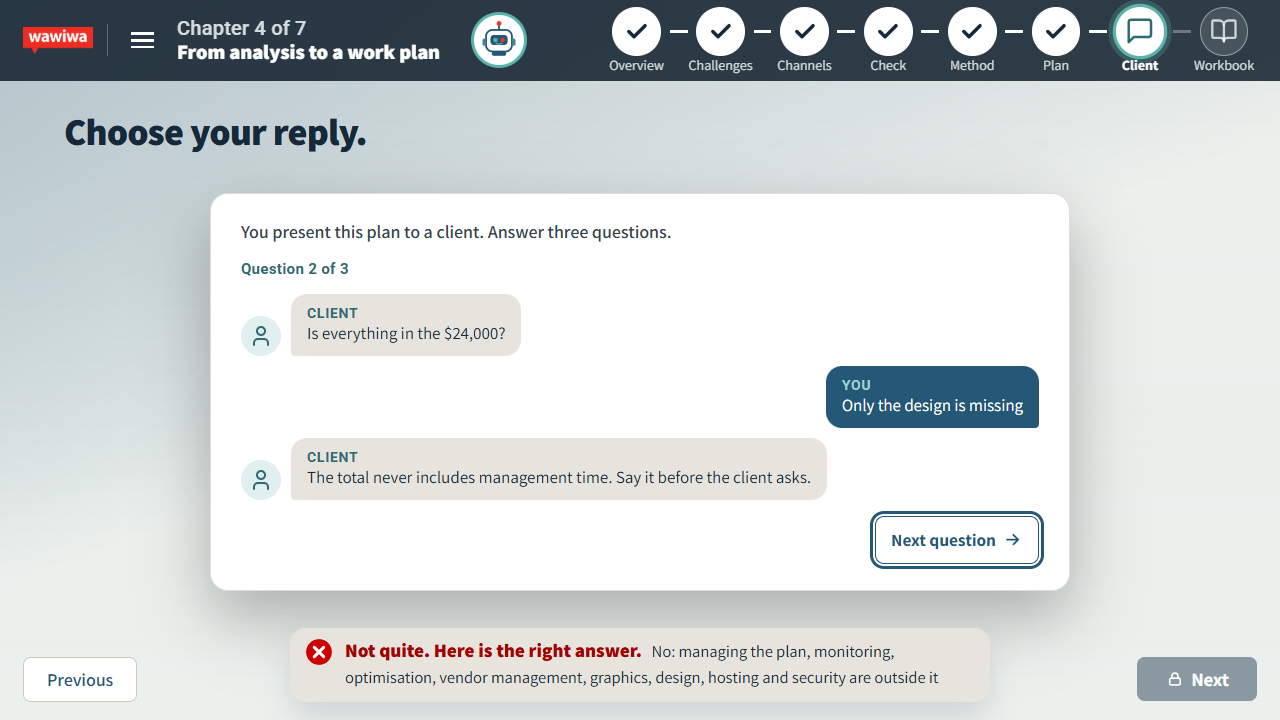 wawiwa
Chapter 4 of 7
From analysis to a work plan
Overview
Challenges
Channels
Check
Method
Plan
Client
Workbook
Choose your reply.
You present this plan to a client. Answer three questions.
Question 2 of 3
CLIENT
Is everything in the $24,000?
YOU
Only the design is missing
CLIENT
The total never includes management time. Say it before the client asks.
Next question
Not quite. Here is the right answer. No: managing the plan, monitoring,
optimisation, vendor management, graphics, design, hosting and security are outside it
Previous
Next